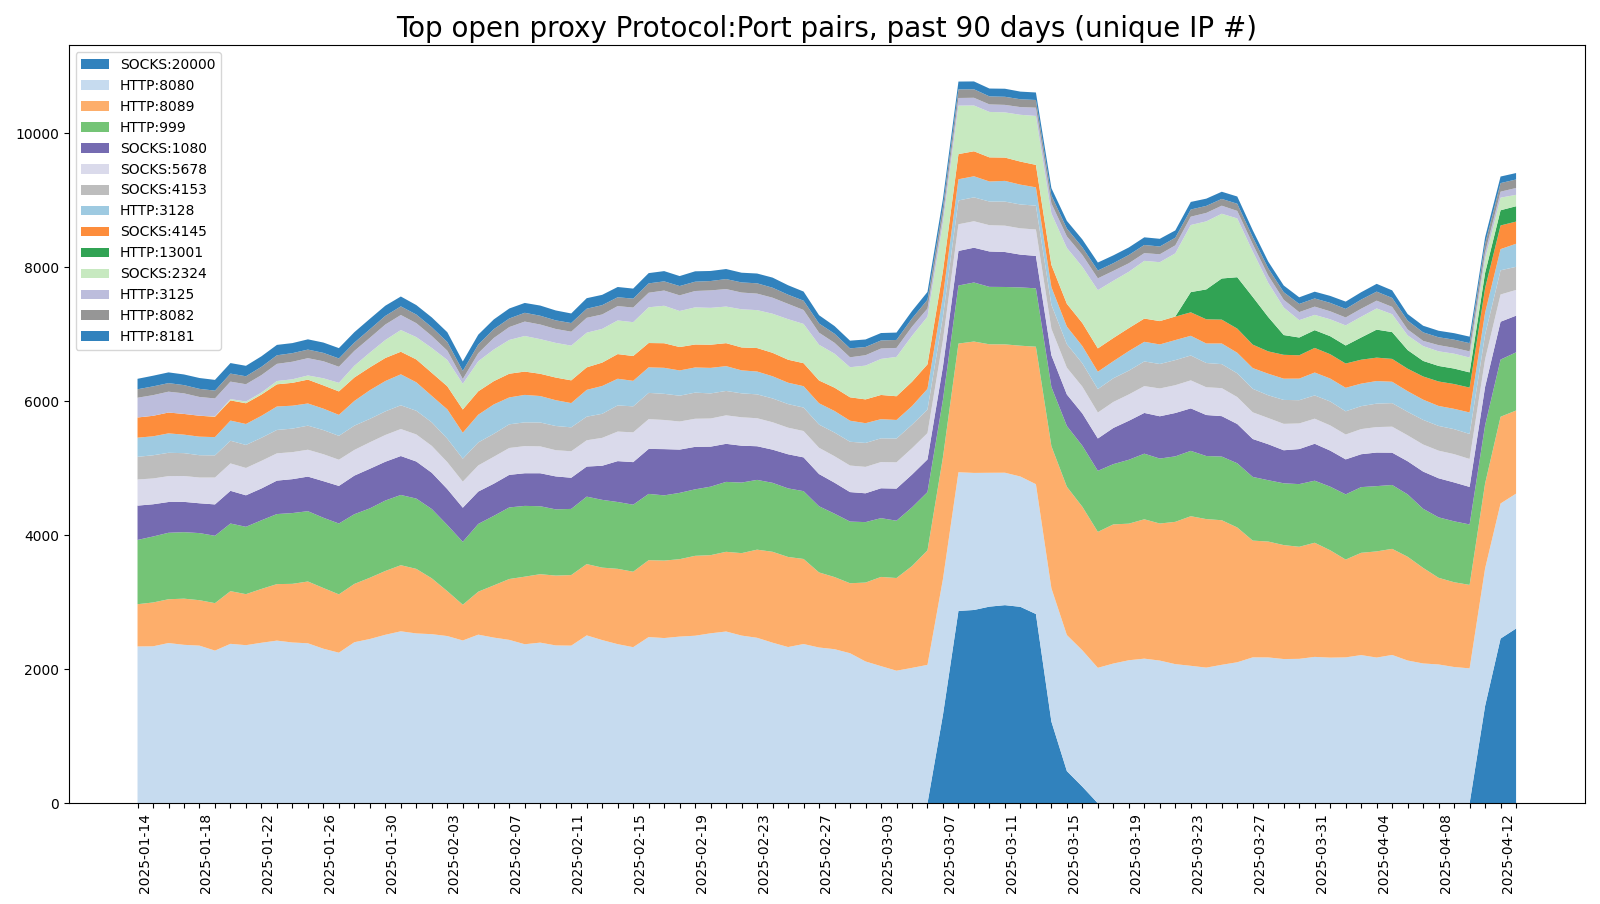 Top open proxy Protocol:Port pairs, past 90 days (unique IP #)
SOCKS:20000
HTTP:8080
HTTP:8089
HTTP:999
SOCKS:1080
SOCKS:5678
SOCKS:4153
HTTP:3128
SOCKS:4145
HTTP:13001
SOCKS:2324
HTTP:3125
HTTP:8082
HTTP:8181
10000
8000
6000
4000
2000
0
2025-01-14
2025-01-18
2025-01-22
2025-01-26
2025-01-30
2025-02-03
2025-02-07
2025-02-11
2025-02-15
2025-02-19
2025-02-23
2025-02-27
2025-03-03
2025-03-07
2025-03-11
2025-03-15
2025-03-19
2025-03-23
2025-03-27
2025-03-31
2025-04-04
2025-04-08
2025-04-12